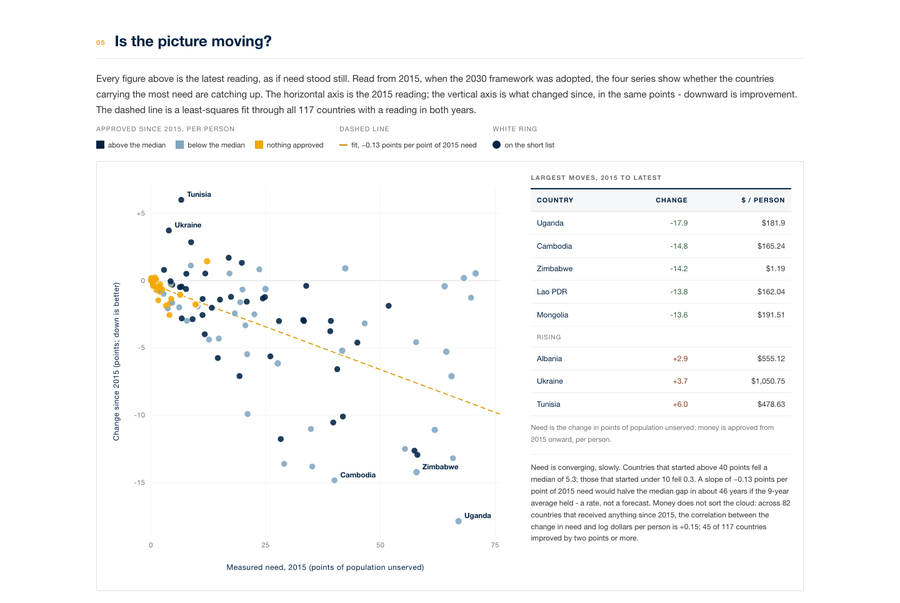 05 Is the picture moving?
Every figure above is the latest reading, as if need stood still. Read from 2015, when the 2030 framework was adopted, the four series show whether the countries
carrying the most need are catching up. The horizontal axis is the 2015 reading; the vertical axis is what changed since, in the same points - downward is improvement.
The dashed line is a least-squares fit through all 117 countries with a reading in both years.
APPROVED SINCE 2015, PER PERSON
above the median
below the median
nothing approved
DASHED LINE
fit, −0.13 points per point of 2015 need
WHITE RING
on the short list
Change since 2015 (points; down is better)
+5
0
-5
-10
-15
Tunisia
Ukraine
Cambodia
Zimbabwe
Uganda
0 25 50 75
Measured need, 2015 (points of population unserved)
LARGEST MOVES, 2015 TO LATEST
COUNTRY CHANGE $ / PERSON
Uganda -17.9 $181.9
Cambodia -14.8 $165.24
Zimbabwe -14.2 $1.19
Lao PDR -13.8 $162.04
Mongolia -13.6 $191.51
RISING
Albania +2.9 $555.12
Ukraine +3.7 $1,050.75
Tunisia +6.0 $478.63
Need is the change in points of population unserved; money is approved from
2015 onward, per person.
Need is converging, slowly. Countries that started above 40 points fell a
median of 5.3; those that started under 10 fell 0.3. A slope of −0.13 points per
point of 2015 need would halve the median gap in about 46 years if the 9-year
average held - a rate, not a forecast. Money does not sort the cloud: across 82
countries that received anything since 2015, the correlation between the
change in need and log dollars per person is +0.15; 45 of 117 countries
improved by two points or more.